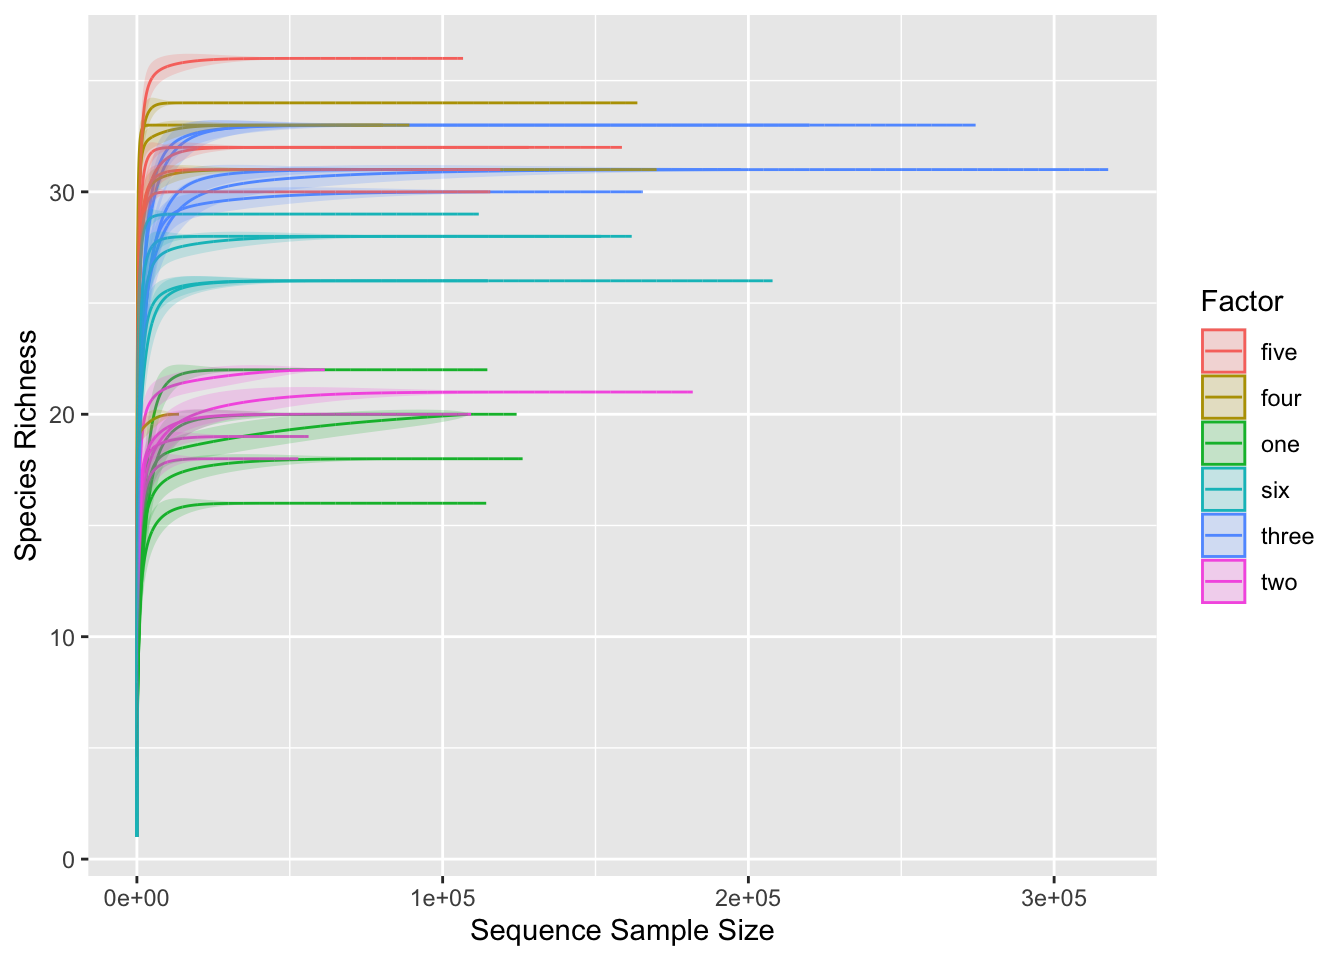 Species Richness
30
20
10
0
0e+00 1e+05 2e+05 3e+05
Sequence Sample Size
Factor
five
four
one
six
three
two